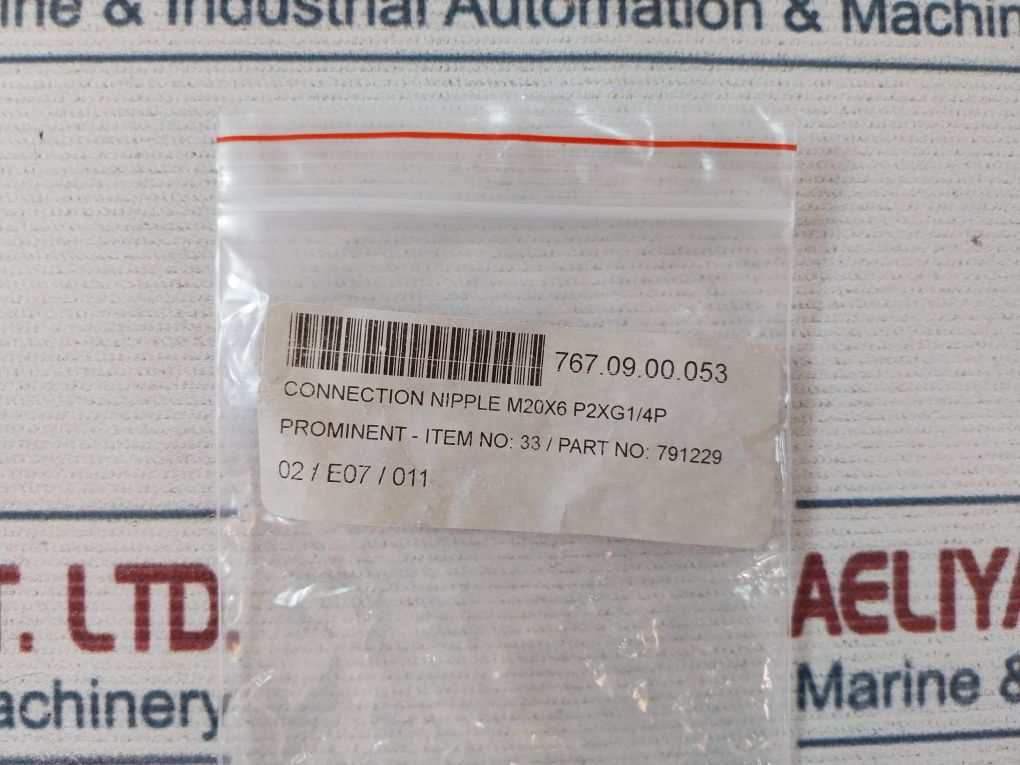 ine & Industrial Automation & Machin
767.09.00.053
CONNECTION NIPPLE M20X6 P2XG1/4P
PROMINENT - ITEM NO: 33 / PART NO: 791229
02 / E07 / 011
T. LTD.
AELIYA
achinery
Marine &